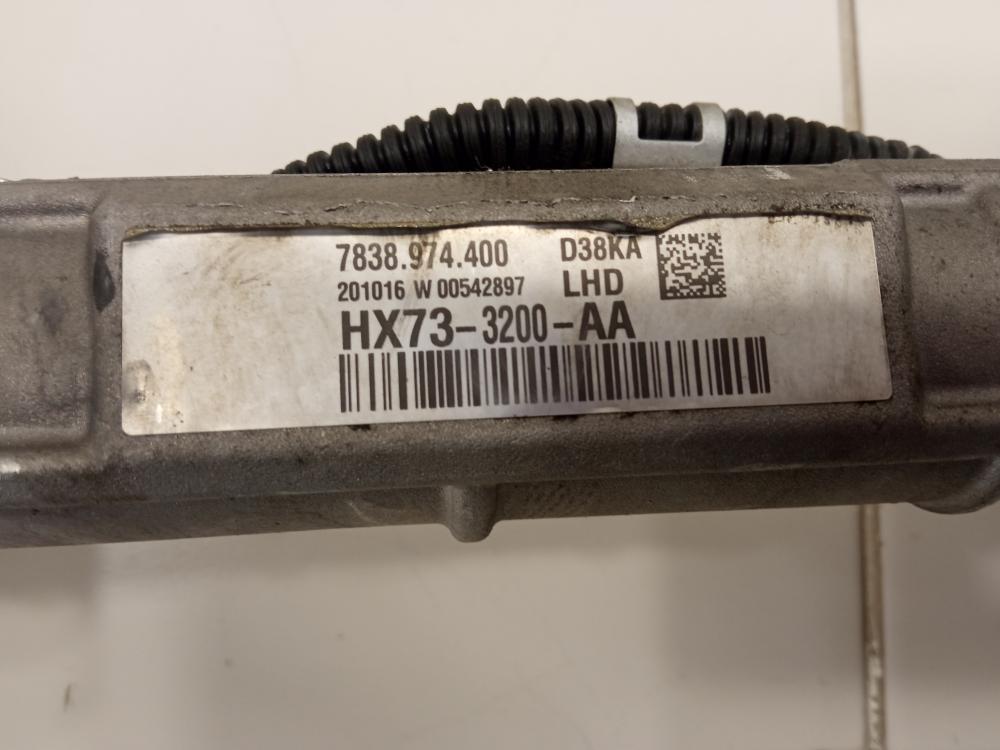 7838.974.400 D38KA
201016 W 00542897 LHD
HX73-3200-AA